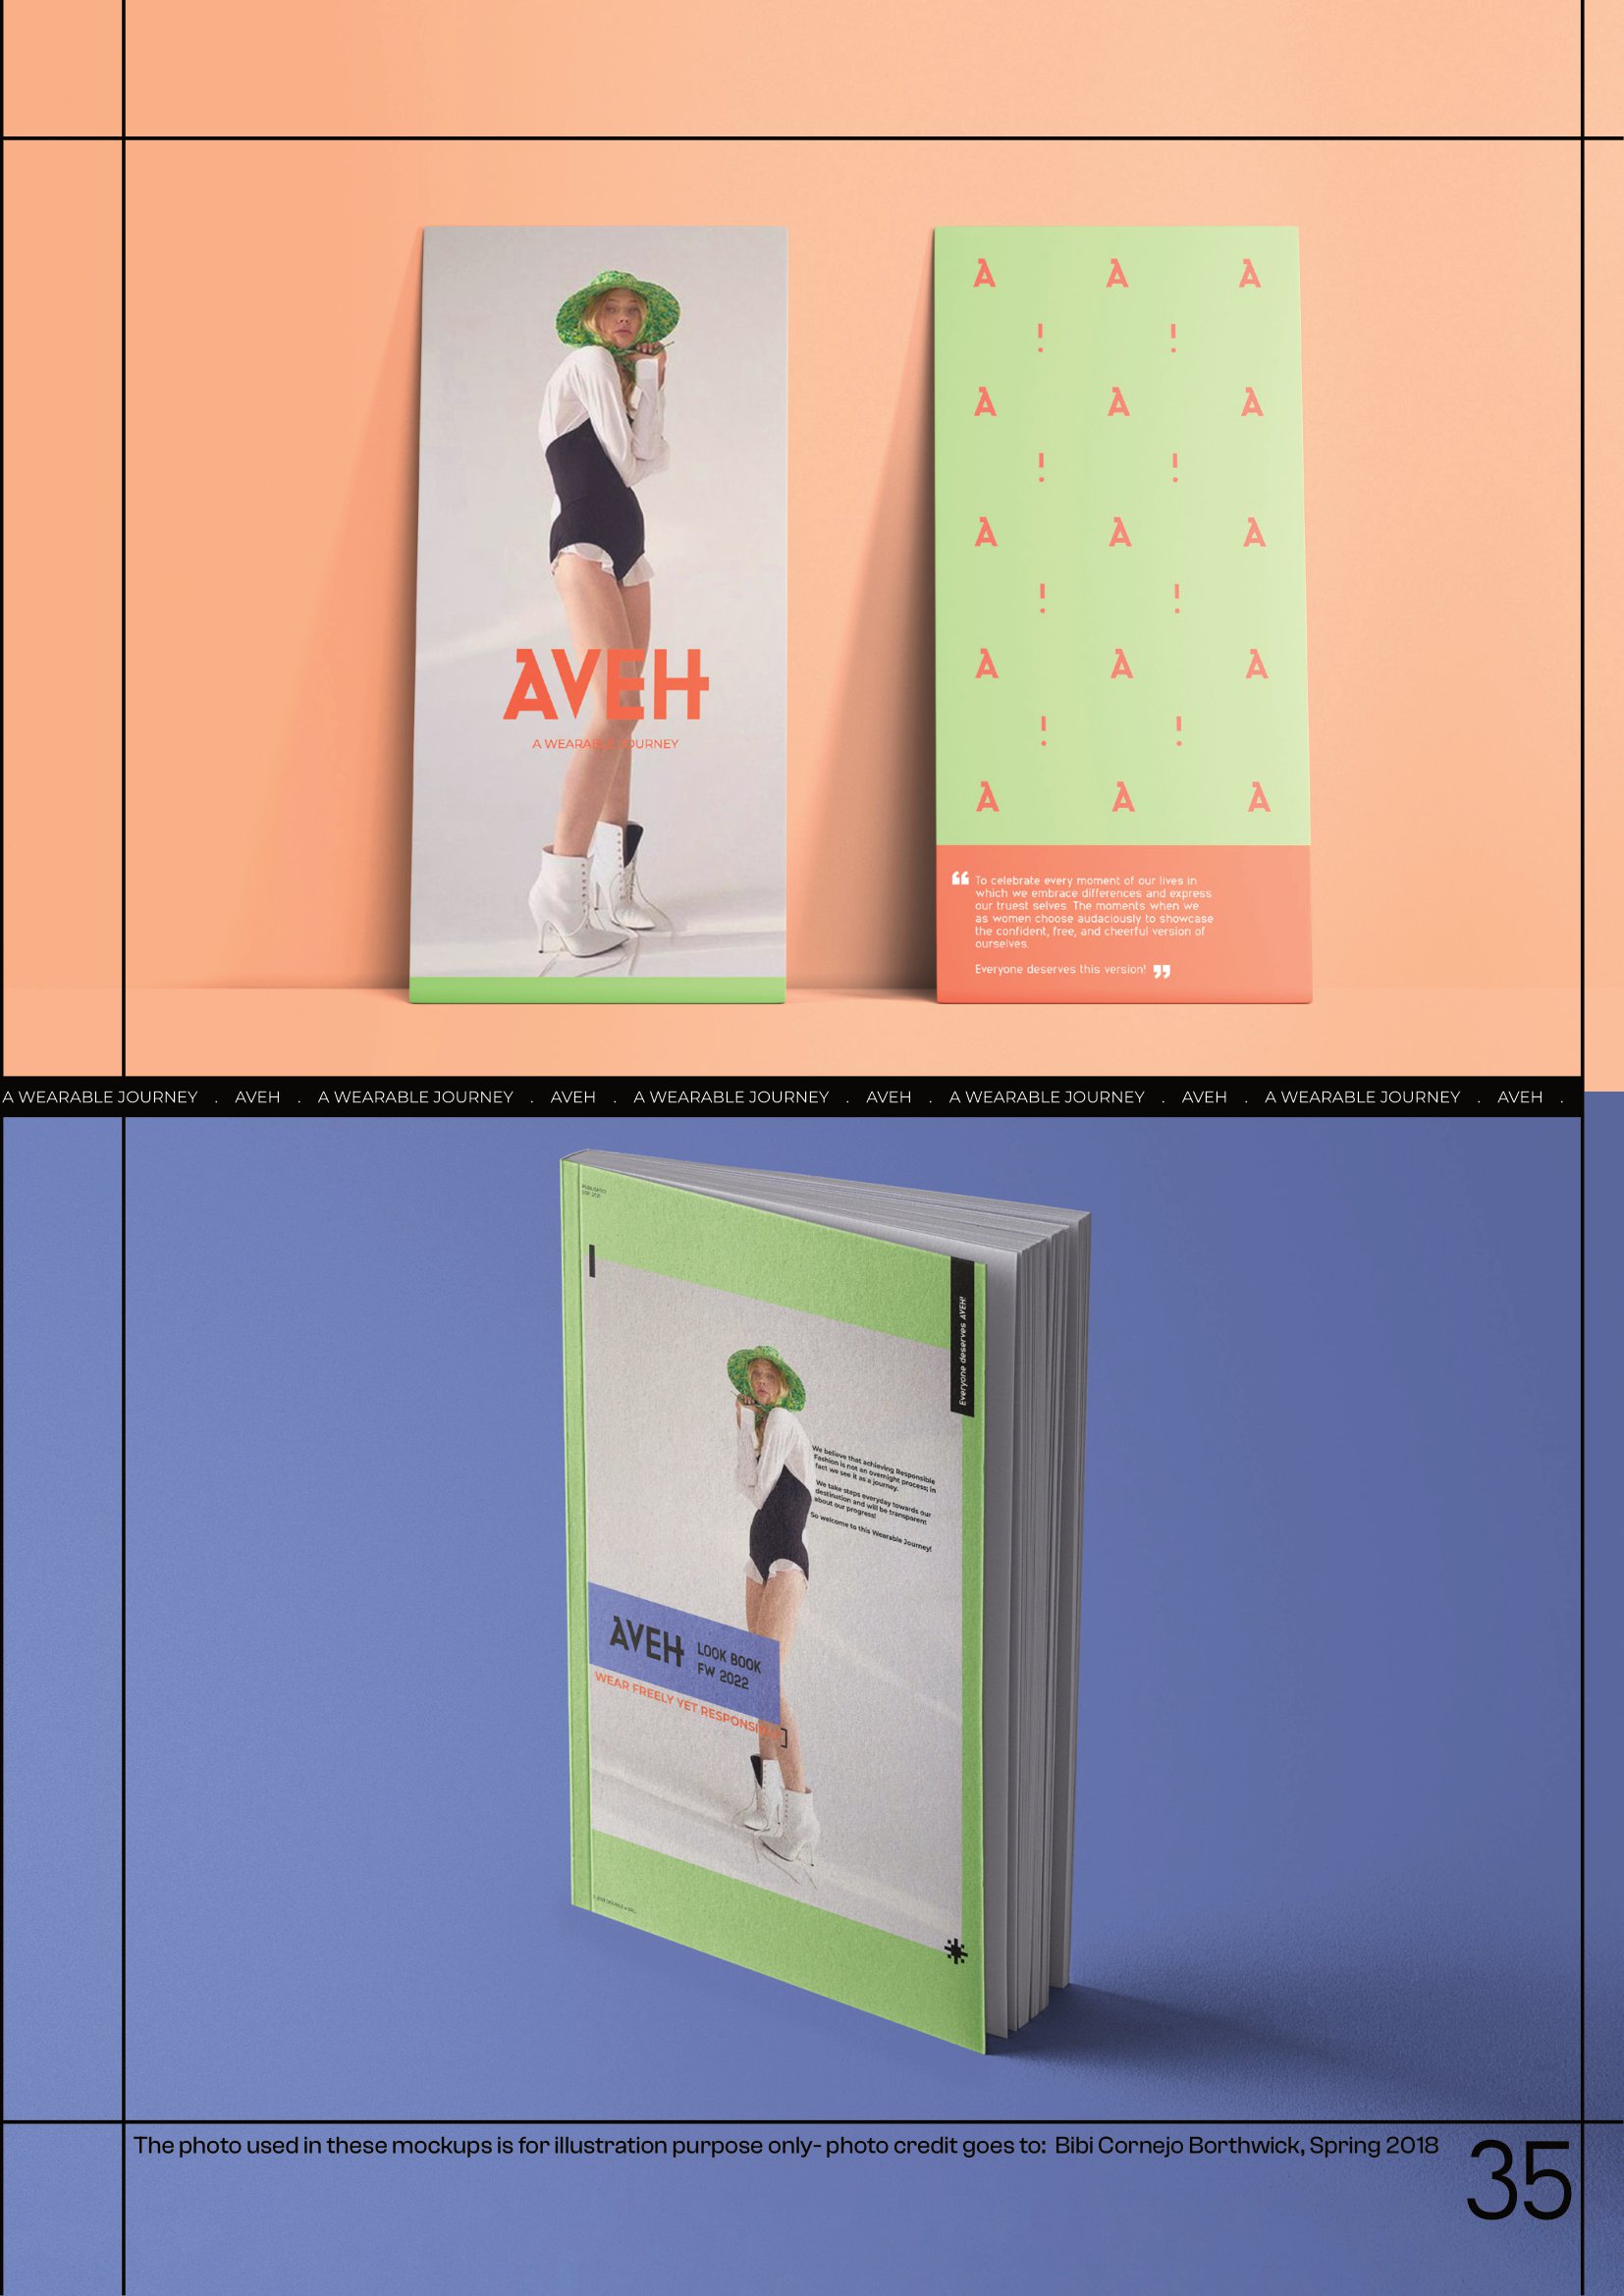 AVEH
A WEARABLE JOURNEY
A A A
! !
A A A
! !
A A A
! !
A A A
! !
A A A
“ To celebrate every moment of our lives in
which we embrace differences and express
our truest selves. The moments when we
as women choose audaciously to showcase
the confident, free, and cheerful version of
ourselves.
Everyone deserves this version! ”
A WEARABLE JOURNEY . AVEH . A WEARABLE JOURNEY . AVEH . A WEARABLE JOURNEY . AVEH . A WEARABLE JOURNEY . AVEH . A WEARABLE JOURNEY . AVEH .
Everyone deserves AVEH!
We believe that achieving Responsible
Fashion is not an overnight process; in
fact we see it as a journey.
We take steps everyday towards our
destination and will be transparent
about our progress!
So welcome to this Wearable Journey!
AVEH
LOOK BOOK
FW 2022
WEAR FREELY YET
The photo used in these mockups is for illustration purpose only- photo credit goes to: Bibi Cornejo Borthwick, Spring 2018
35